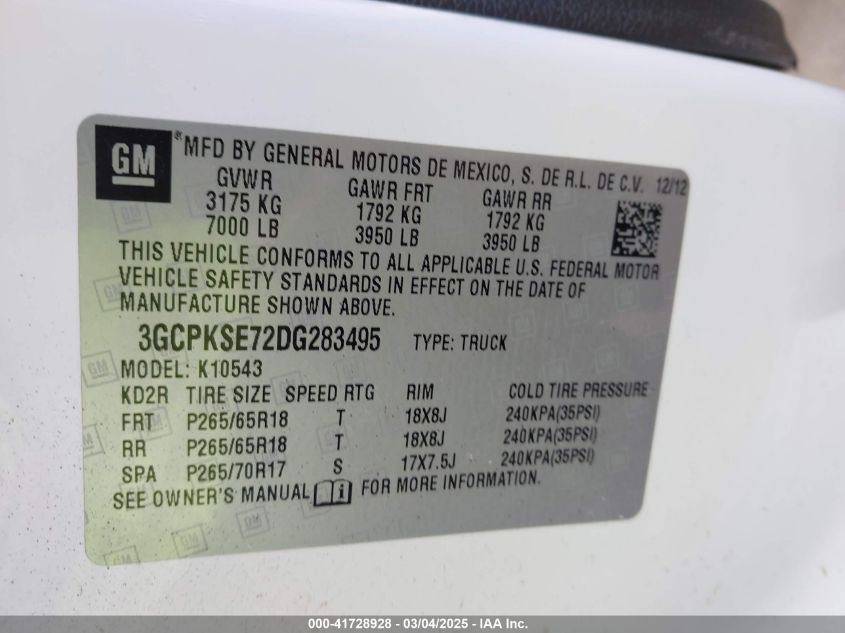 GM
® MFD BY GENERAL MOTORS DE MEXICO, S. DE R.L. DE C.V. 12/12
GVWR GAWR FRT GAWR RR
3175 KG 1792 KG 1792 KG
7000 LB 3950 LB 3950 LB
THIS VEHICLE CONFORMS TO ALL APPLICABLE U.S. FEDERAL MOTOR
VEHICLE SAFETY STANDARDS IN EFFECT ON THE DATE OF
MANUFACTURE SHOWN ABOVE.
3GCPKSE72DG283495 TYPE: TRUCK
MODEL: K10543
KD2R TIRE SIZE SPEED RTG RIM COLD TIRE PRESSURE
FRT P265/65R18 T 18X8J 240KPA(35PSI)
RR P265/65R18 T 18X8J 240KPA(35PSI)
SPA P265/70R17 S 17X7.5J 240KPA(35PSI)
SEE OWNER'S MANUAL i FOR MORE INFORMATION.
000-41728928 - 03/04/2025 - IAA Inc.